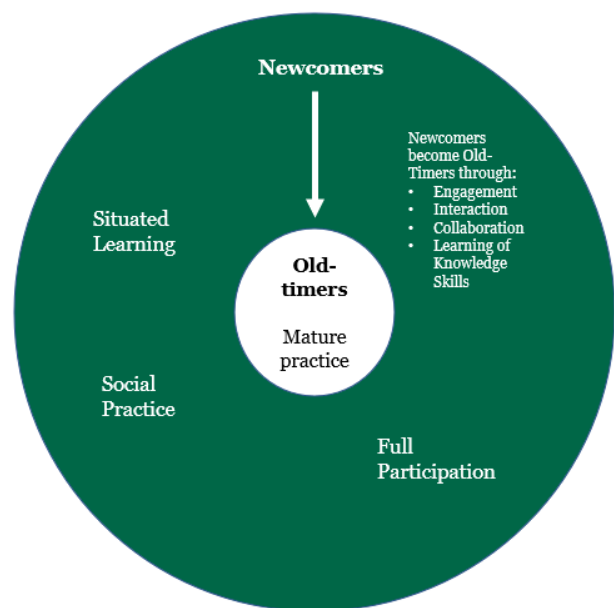 Newcomers
Newcomers
become Old-
Timers through:
• Engagement
• Interaction
• Collaboration
• Learning of
Knowledge
Skills
Situated
Learning
Old-
timers
Mature
practice
Social
Practice
Full
Participation